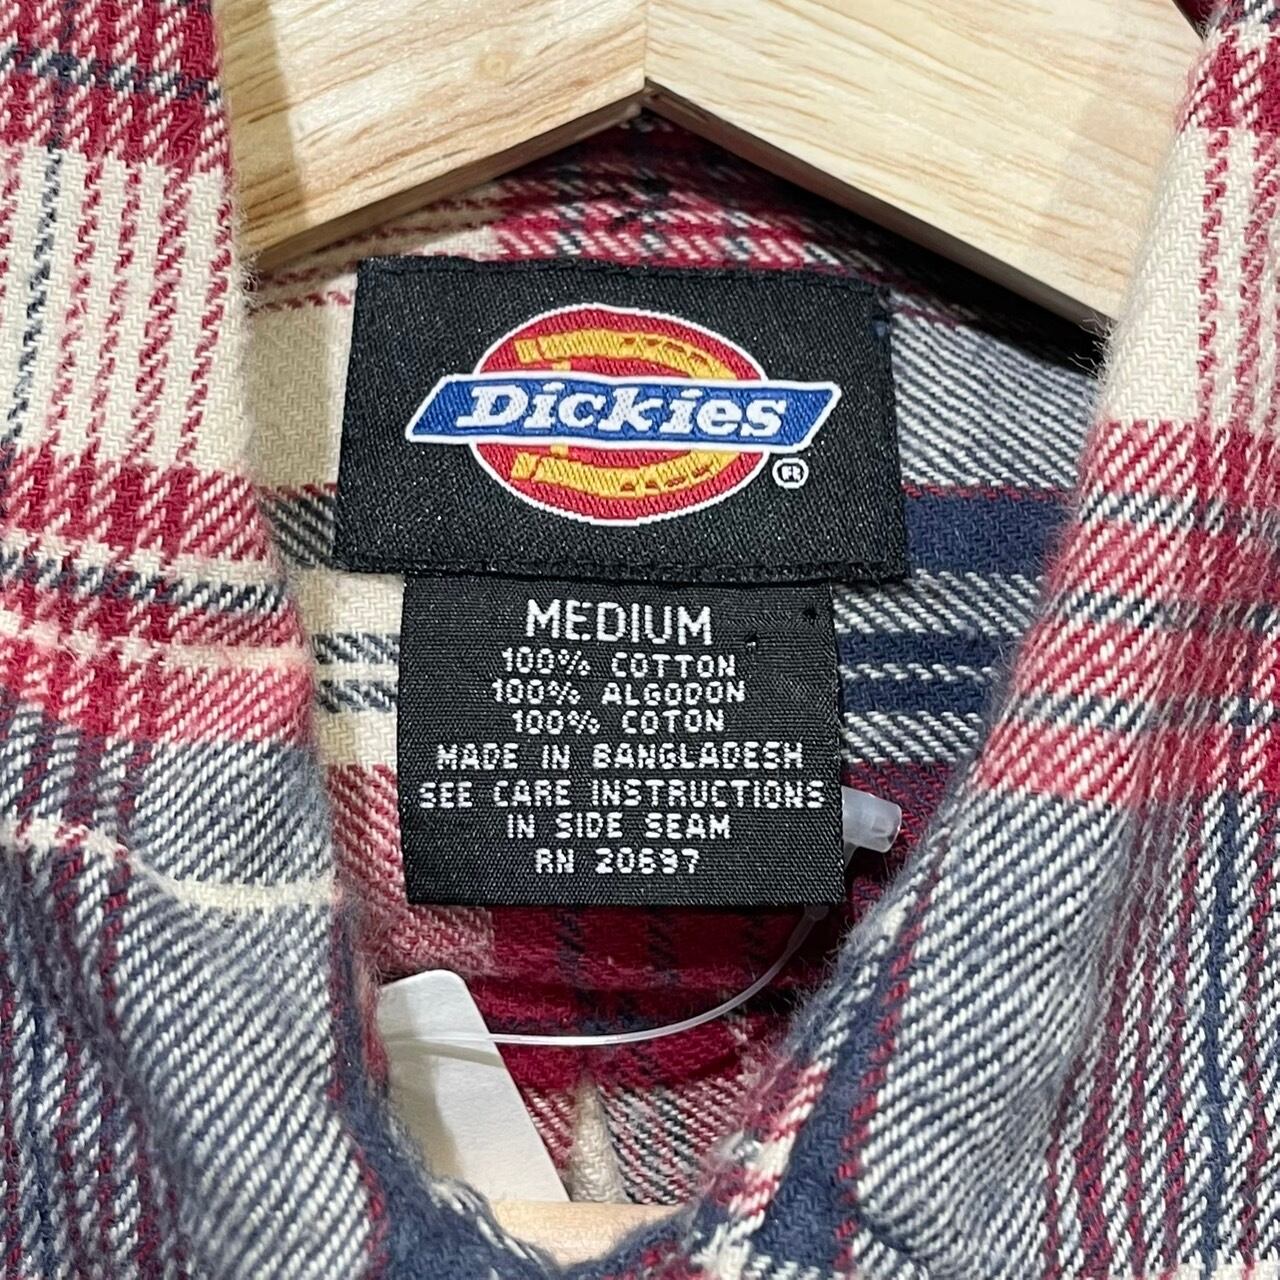 Dickies
MEDIUM
100% COTTON
100% ALGODON
100% COTON
MADE IN BANGLADESH
SEE CARE INSTRUCTIONS
IN SIDE SEAM
RN 20697